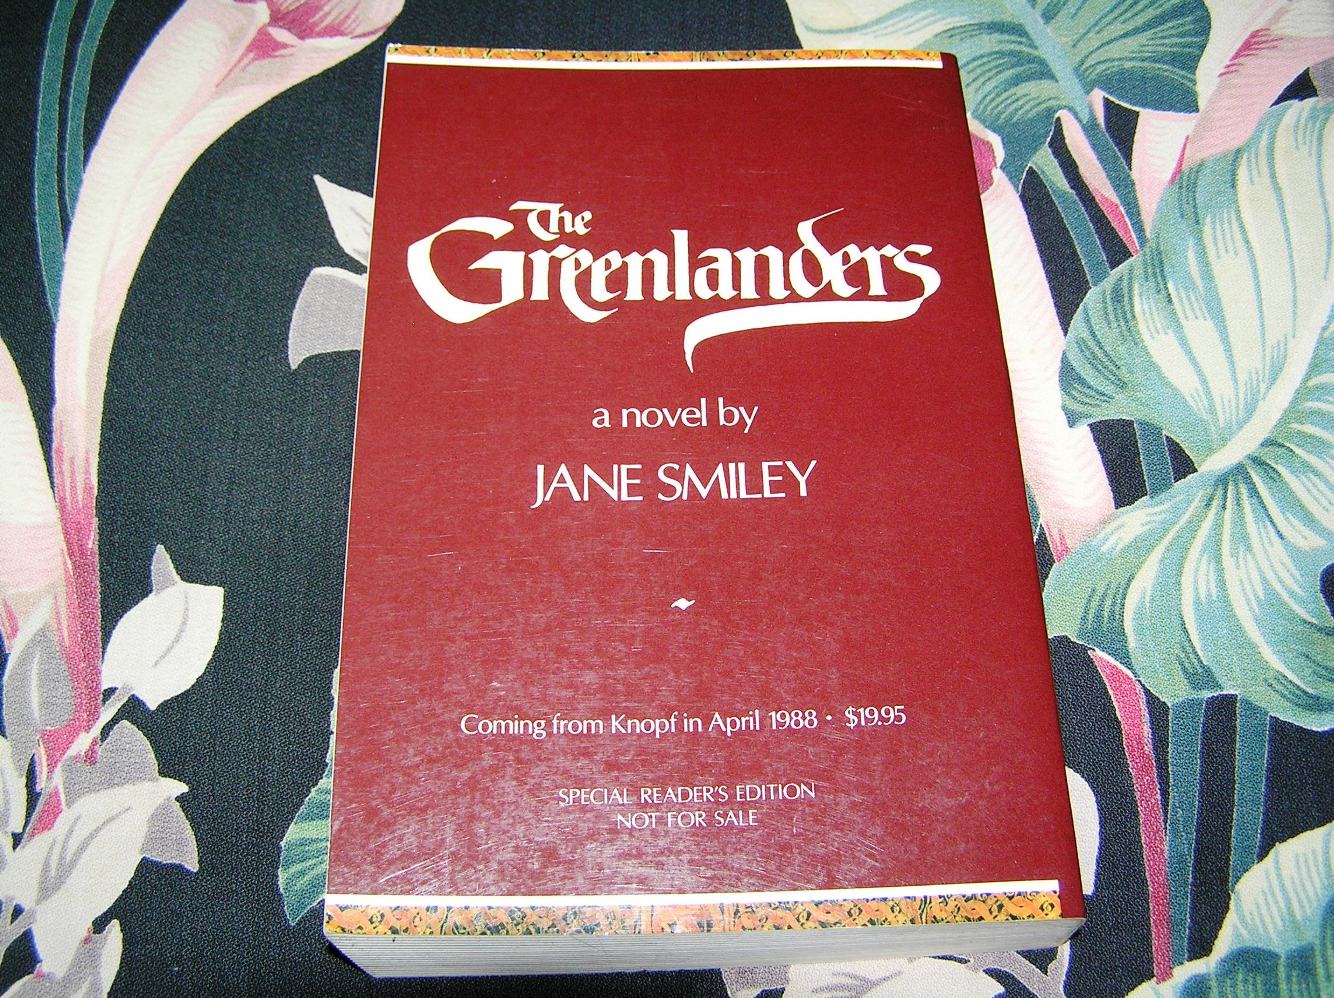 The
Greenlanders
a novel by
JANE SMILEY
Coming from Knopf in April 1988 • $19.95
SPECIAL READER'S EDITION
NOT FOR SALE